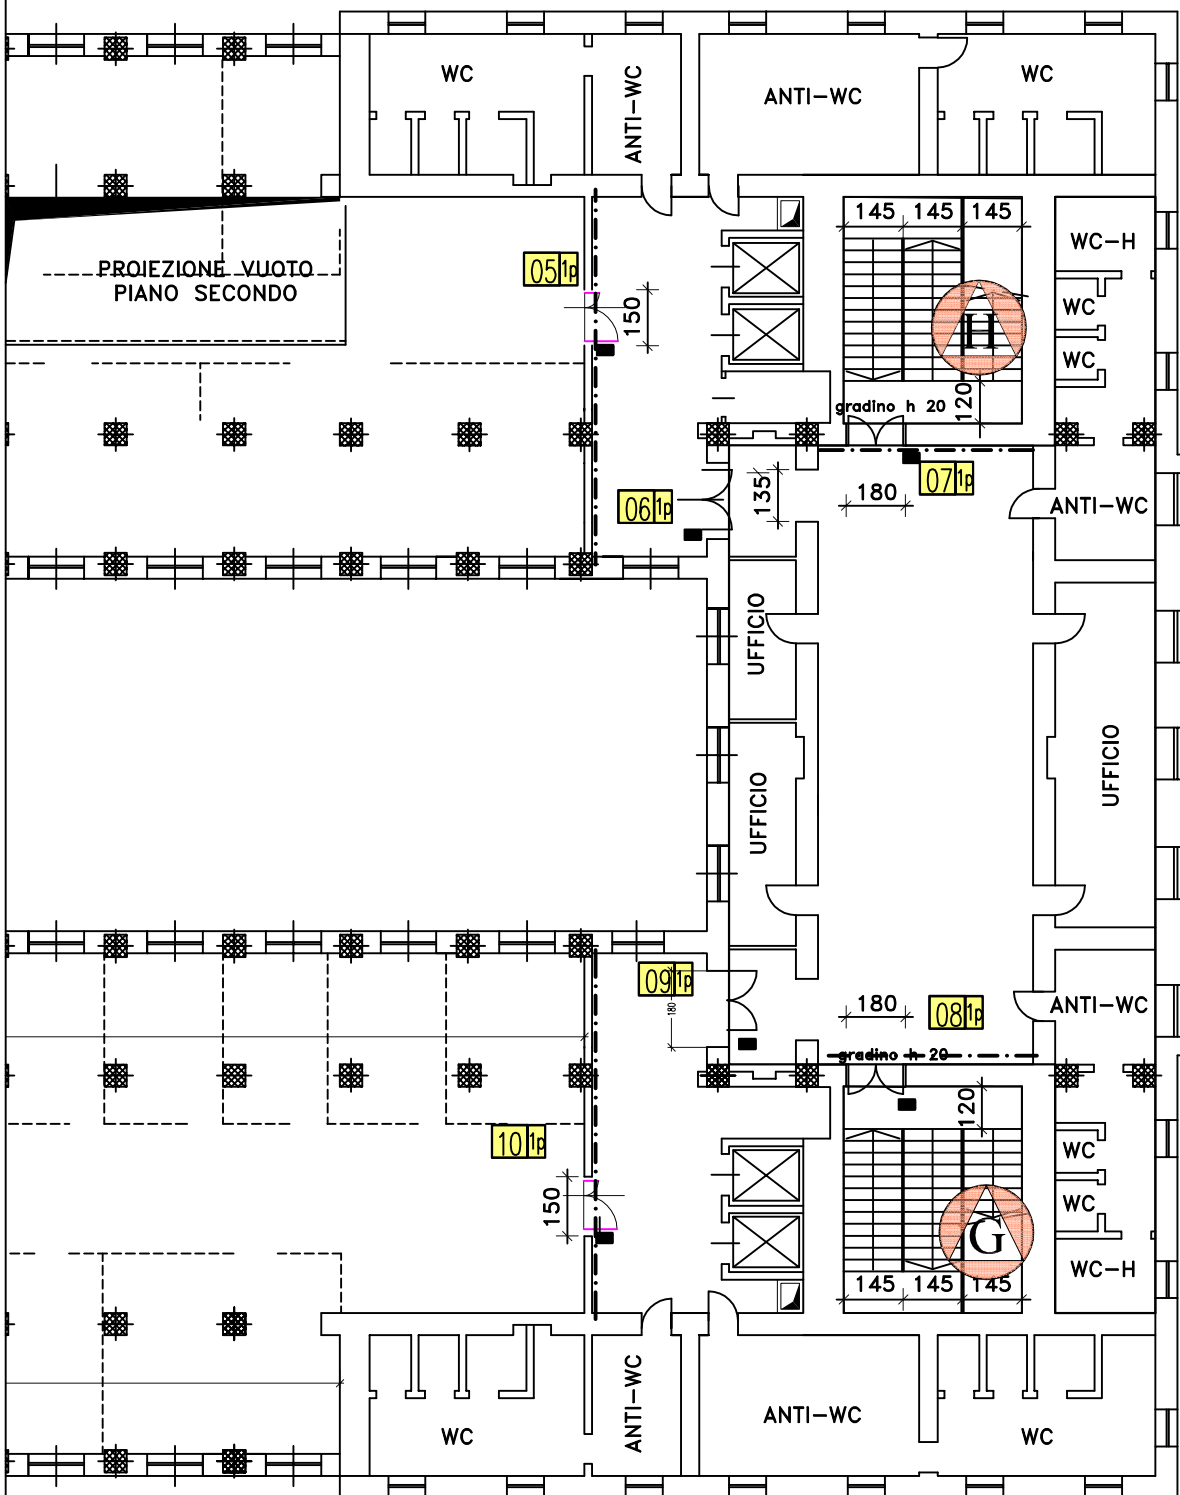 WC
ANTI-WC
ANTI-WC
WC
145 145 145
WC-H
PROIEZIONE VUOTO
PIANO SECONDO
05 1p
150
H
WC
WC
120
gradino h 20
06 1p
135
07 1p
180
ANTI-WC
UFFICIO
UFFICIO
UFFICIO
09 1p
180
180
08 1p
ANTI-WC
gradino h 20
120
10 1p
150
WC
WC
G
WC-H
145 145 145
WC
ANTI-WC
ANTI-WC
WC